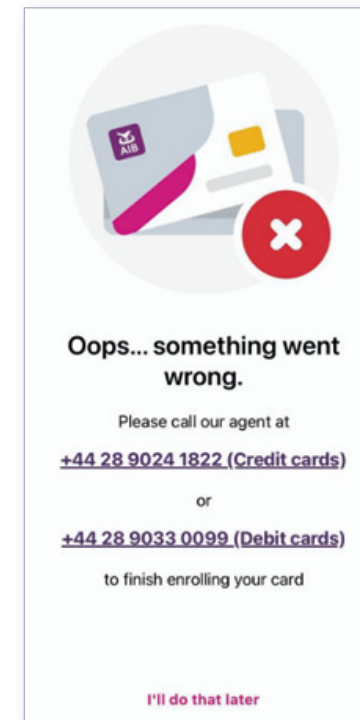 AIB
Oops... something went
wrong.
Please call our agent at
+44 28 9024 1822 (Credit cards)
or
+44 28 9033 0099 (Debit cards)
to finish enrolling your card
I'll do that later